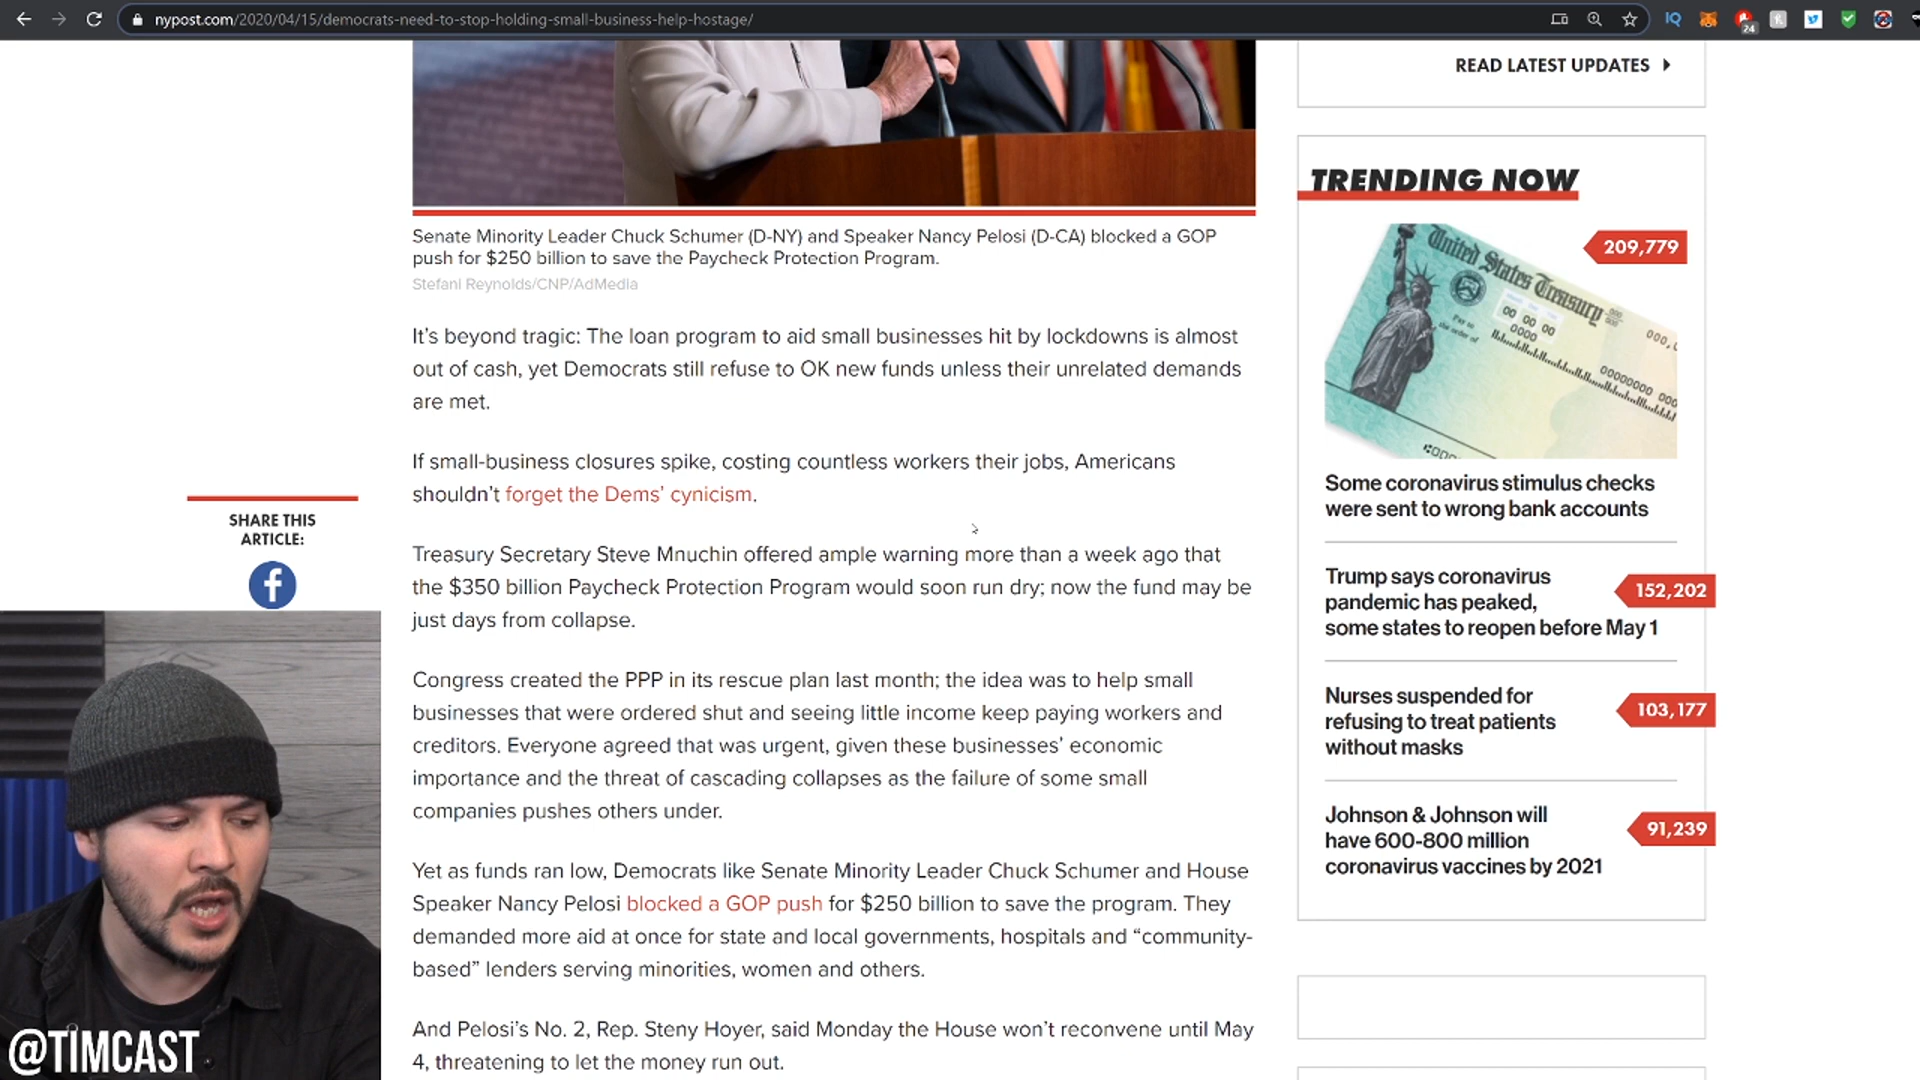 nypost.com/2020/04/15/democrats-need-to-stop-holding-small-business-help-hostage/
IQ
24
READ LATEST UPDATES
Senate Minority Leader Chuck Schumer (D-NY) and Speaker Nancy Pelosi (D-CA) blocked a GOP
push for $250 billion to save the Paycheck Protection Program.
Stefani Reynolds/CNP/AdMedia
It's beyond tragic: The loan program to aid small businesses hit by lockdowns is almost
out of cash, yet Democrats still refuse to OK new funds unless their unrelated demands
are met.
If small-business closures spike, costing countless workers their jobs, Americans
shouldn't forget the Dems' cynicism.
Treasury Secretary Steve Mnuchin offered ample warning more than a week ago that
the $350 billion Paycheck Protection Program would soon run dry; now the fund may be
just days from collapse.
Congress created the PPP in its rescue plan last month; the idea was to help small
businesses that were ordered shut and seeing little income keep paying workers and
creditors. Everyone agreed that was urgent, given these businesses' economic
importance and the threat of cascading collapses as the failure of some small
companies pushes others under.
Yet as funds ran low, Democrats like Senate Minority Leader Chuck Schumer and House
Speaker Nancy Pelosi blocked a GOP push for $250 billion to save the program. They
demanded more aid at once for state and local governments, hospitals and “community-
based” lenders serving minorities, women and others.
And Pelosi's No. 2, Rep. Steny Hoyer, said Monday the House won't reconvene until May
4, threatening to let the money run out.
SHARE THIS
ARTICLE:
f
@TIMCAST
TRENDING NOW
209,779
United States Treasury
Pay to
the order of
00 00 00
0000
000
000
Some coronavirus stimulus checks
were sent to wrong bank accounts
Trump says coronavirus
pandemic has peaked,
some states to reopen before May 1
152,202
Nurses suspended for
refusing to treat patients
without masks
103,177
Johnson & Johnson will
have 600-800 million
coronavirus vaccines by 2021
91,239